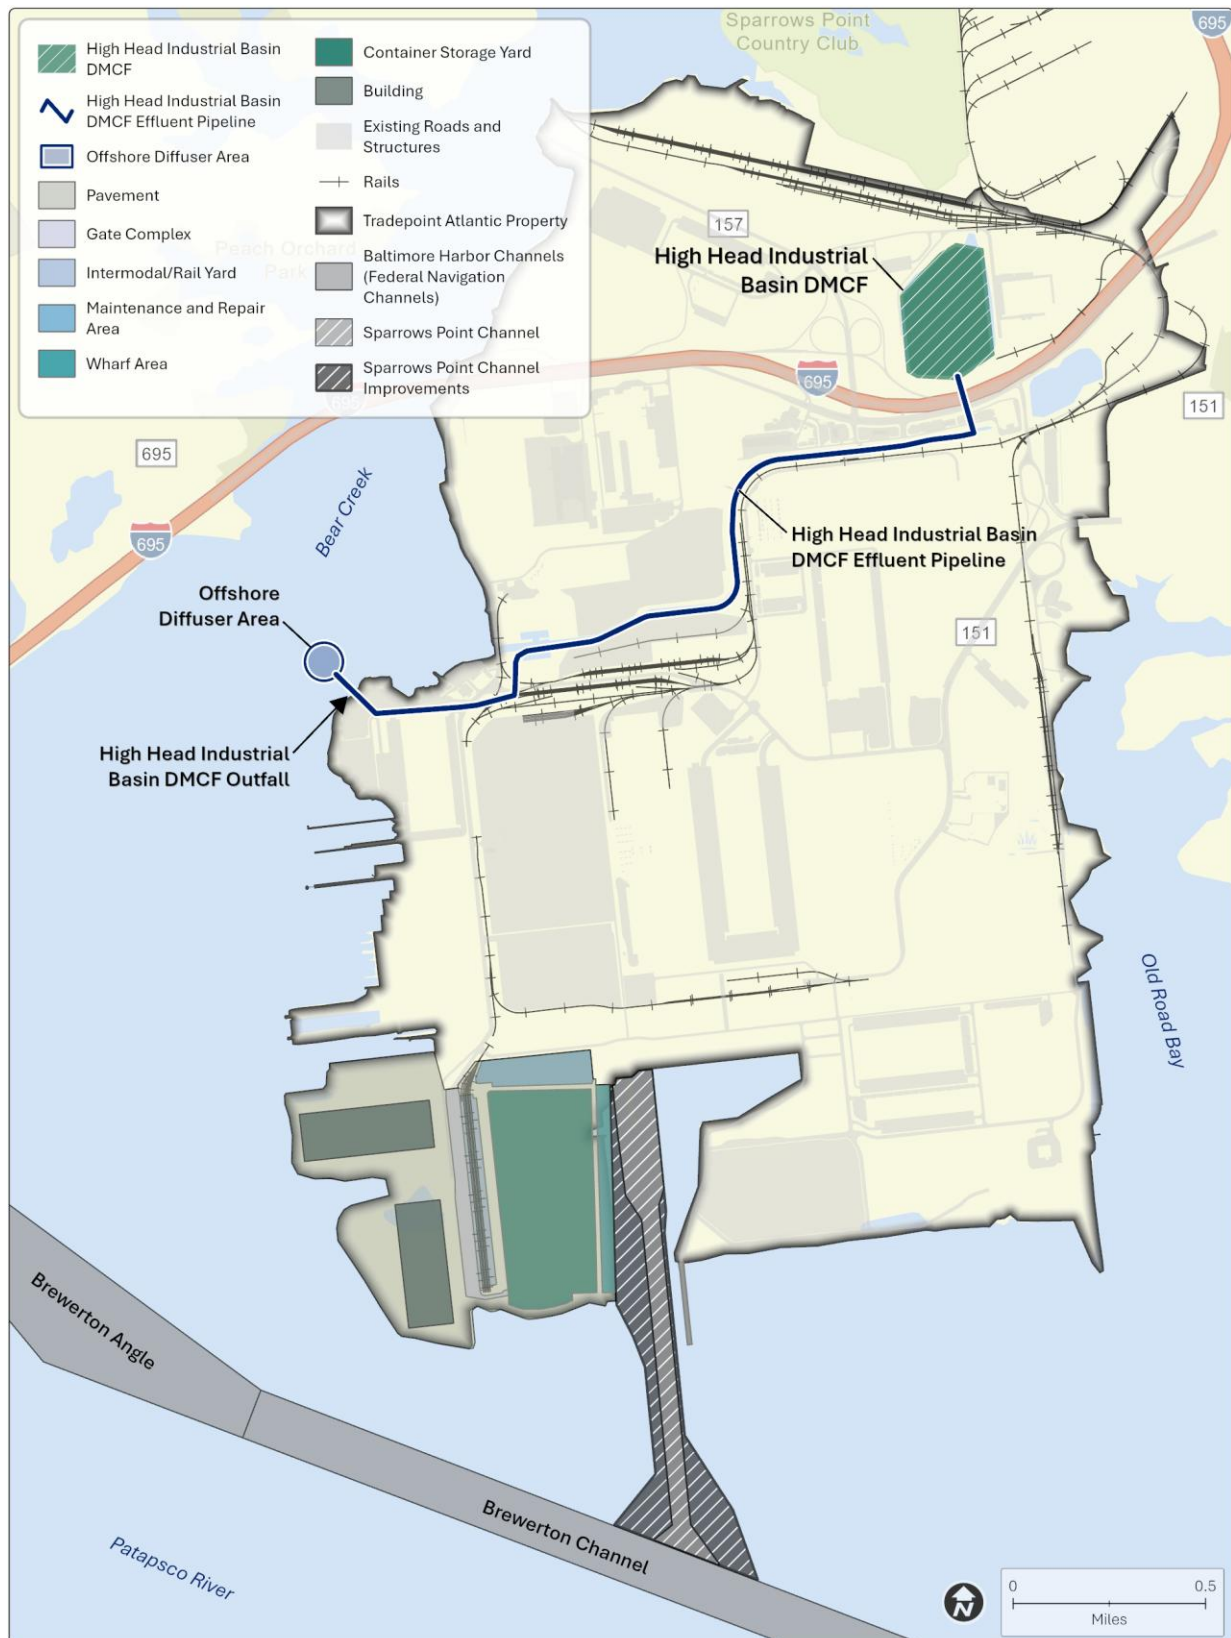 High Head Industrial Basin
DMCF
High Head Industrial Basin
DMCF Effluent Pipeline
Offshore Diffuser Area
Pavement
Gate Complex
Intermodal/Rail Yard
Maintenance and Repair
Area
Wharf Area
Container Storage Yard
Building
Existing Roads and
Structures
Rails
Tradepoint Atlantic Property
Baltimore Harbor Channels
(Federal Navigation
Channels)
Sparrows Point Channel
Sparrows Point Channel
Improvements
Peach Orchard
Park
Sparrows Point
Country Club
695
157
High Head Industrial
Basin DMCF
695
695
151
695
Bear Creek
695
High Head Industrial Basin
DMCF Effluent Pipeline
Offshore
Diffuser Area
151
High Head Industrial
Basin DMCF Outfall
Old Road Bay
Brewerton Angle
Brewerton Channel
Patapsco River
N
0 0.5
Miles